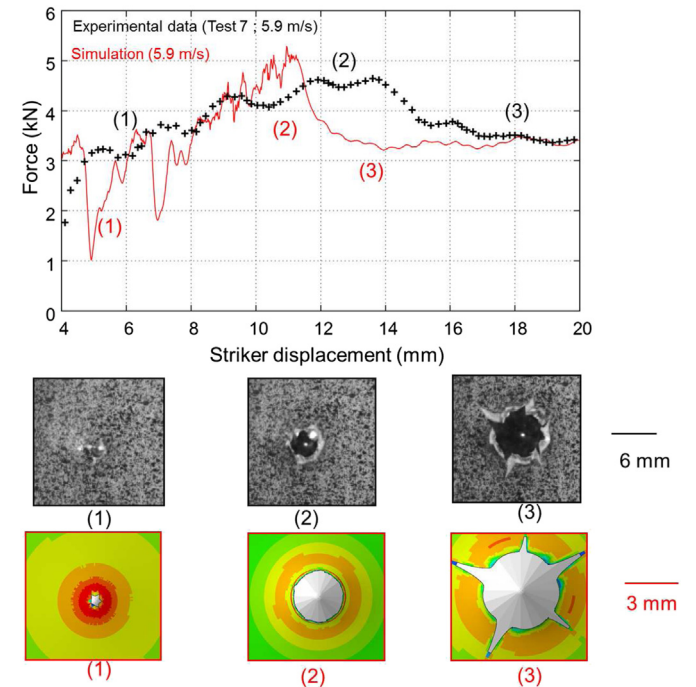 6
Experimental data (Test 7 ; 5.9 m/s)
Simulation (5.9 m/s)
5
(2)
4
(1)
(3)
(2)
3
(3)
2
(1)
1
0
Force (kN)
4 6 8 10 12 14 16 18 20
Striker displacement (mm)
6 mm
(1) (2) (3)
3 mm
(1) (2) (3)